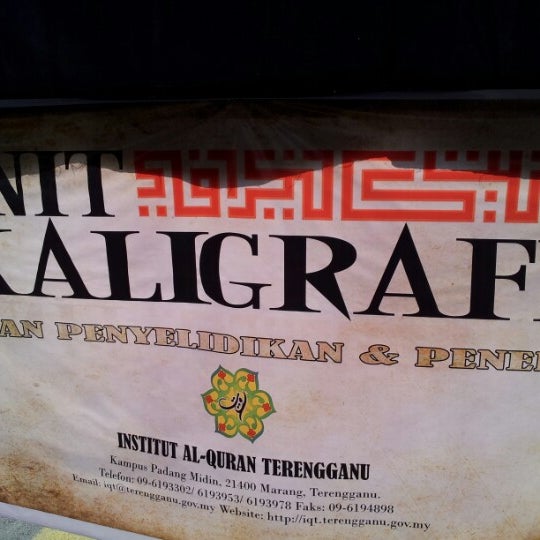 NIT
KALIGRAF
AN PENYELIDIKAN & PENE
INSTITUT AL-QURAN TERENGGANU
Kampus Padang Midin, 21400 Marang, Terengganu.
Telefon: 09-6193302/ 6193953/ 6193978 Faks: 09-6194898
Email: iqt@terengganu.gov.my Website: http://iqt.terengganu.gov.my